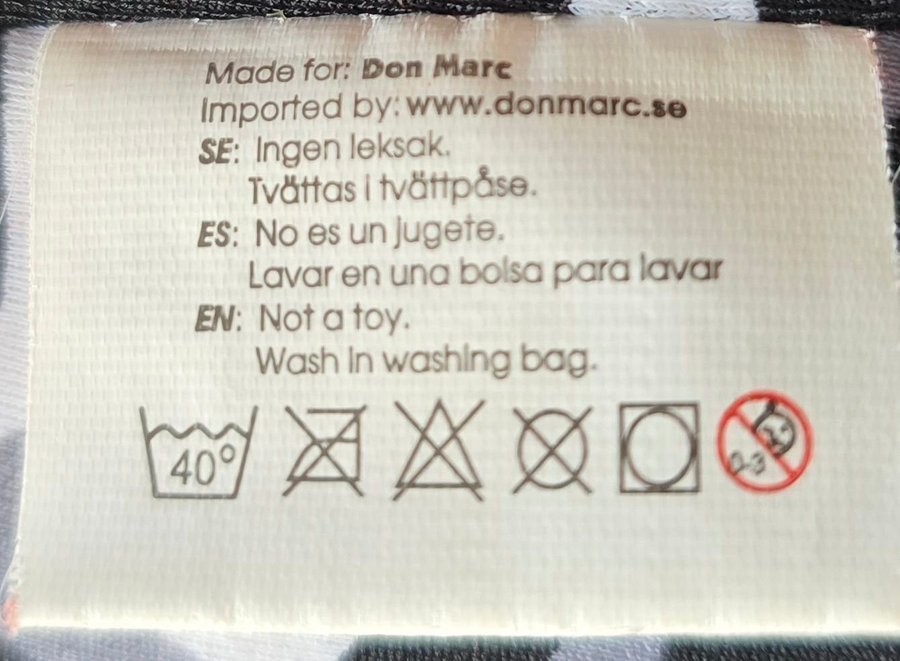 Made for: Don Marc
Imported by: www.donmarc.se
SE: Ingen leksak.
Tvättas i tvättpåse.
ES: No es un jugete.
Lavar en una bolsa para lavar
EN: Not a toy.
Wash in washing bag.
40°
0-3